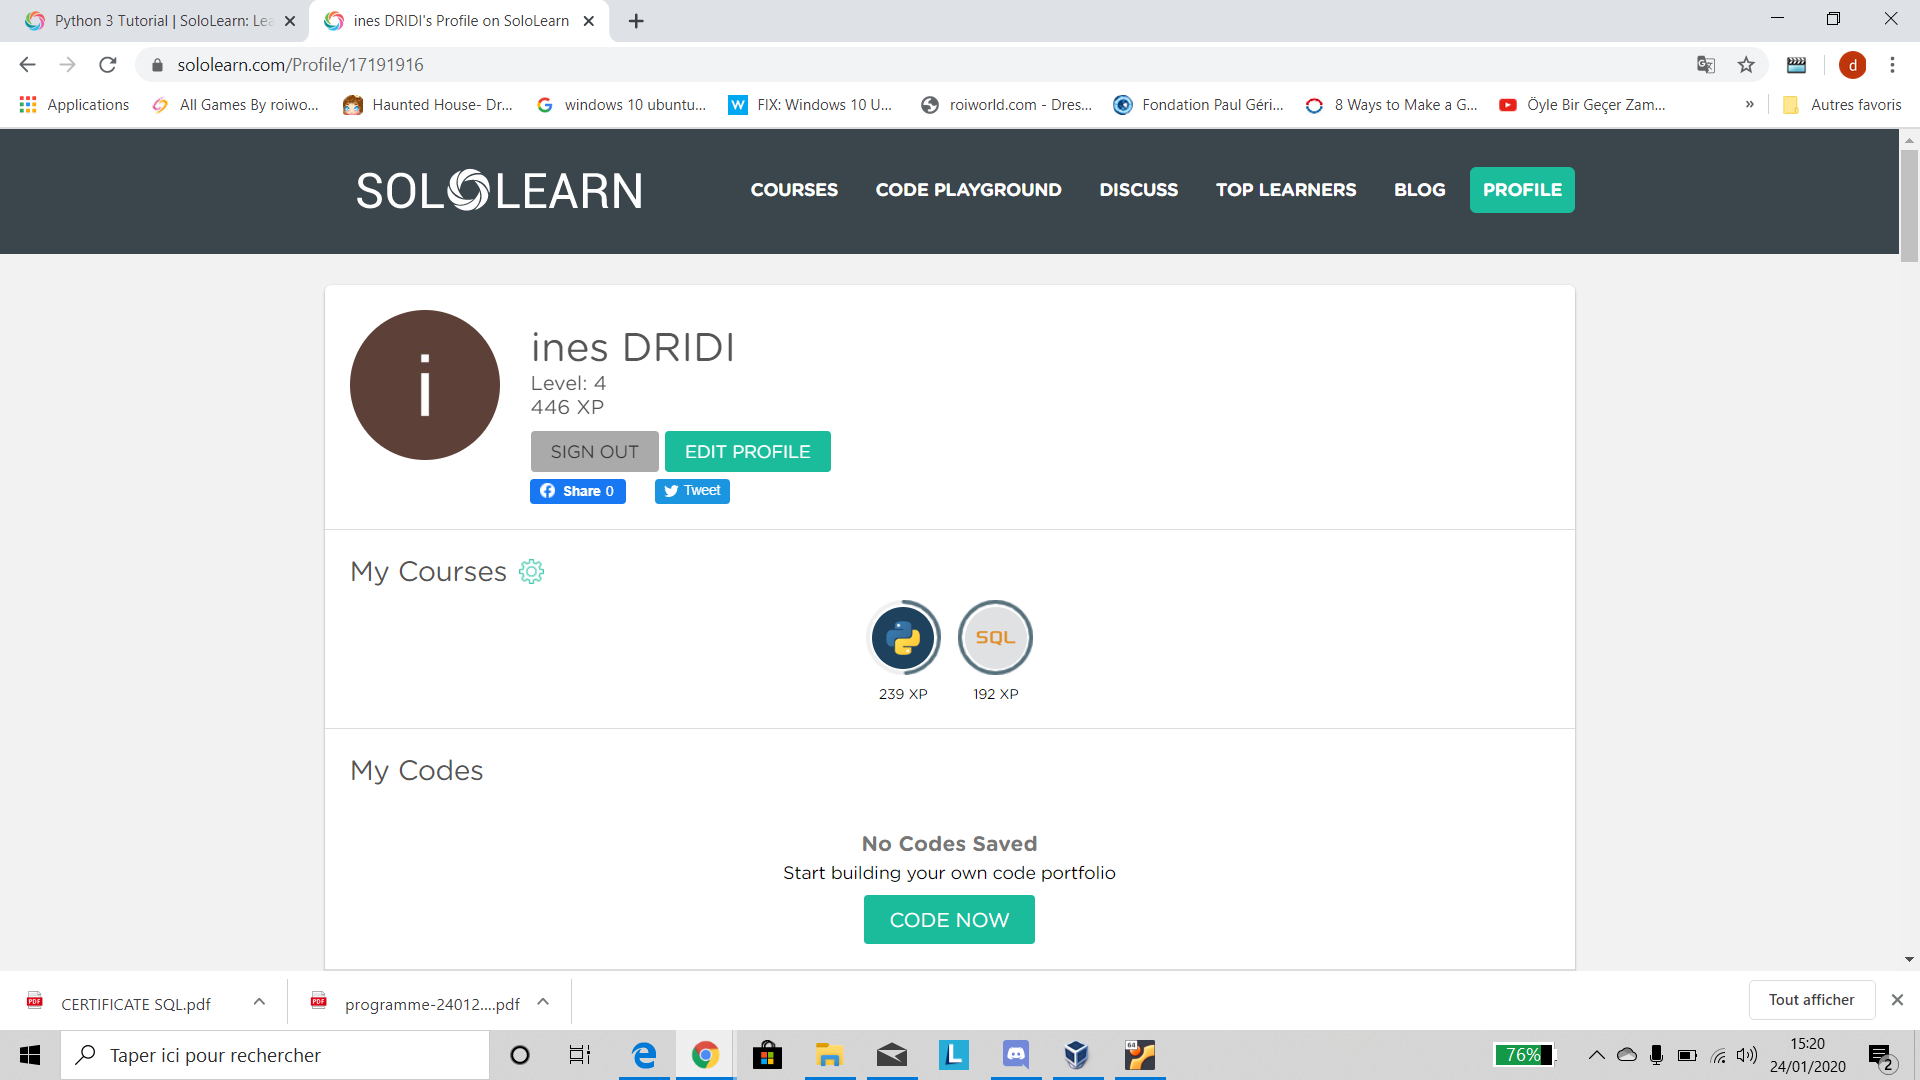 Python 3 Tutorial | SoloLearn: Lea
ines DRIDI's Profile on SoloLearn
sololearn.com/Profile/17191916
d
Applications
All Games By roiwo...
Haunted House- Dr...
windows 10 ubuntu...
W
FIX: Windows 10 U...
roiworld.com - Dres...
Fondation Paul Géri...
8 Ways to Make a G...
Öyle Bir Geçer Zam...
»
Autres favoris
SOLOLEARN
COURSES
CODE PLAYGROUND
DISCUSS
TOP LEARNERS
BLOG
PROFILE
i
ines DRIDI
Level: 4
446 XP
SIGN OUT
EDIT PROFILE
Share 0
Tweet
My Courses
SQL
239 XP
192 XP
My Codes
No Codes Saved
Start building your own code portfolio
CODE NOW
PDF
CERTIFICATE SQL.pdf
PDF
programme-24012....pdf
Tout afficher
Taper ici pour rechercher
L
64
76%
15:20
24/01/2020
2